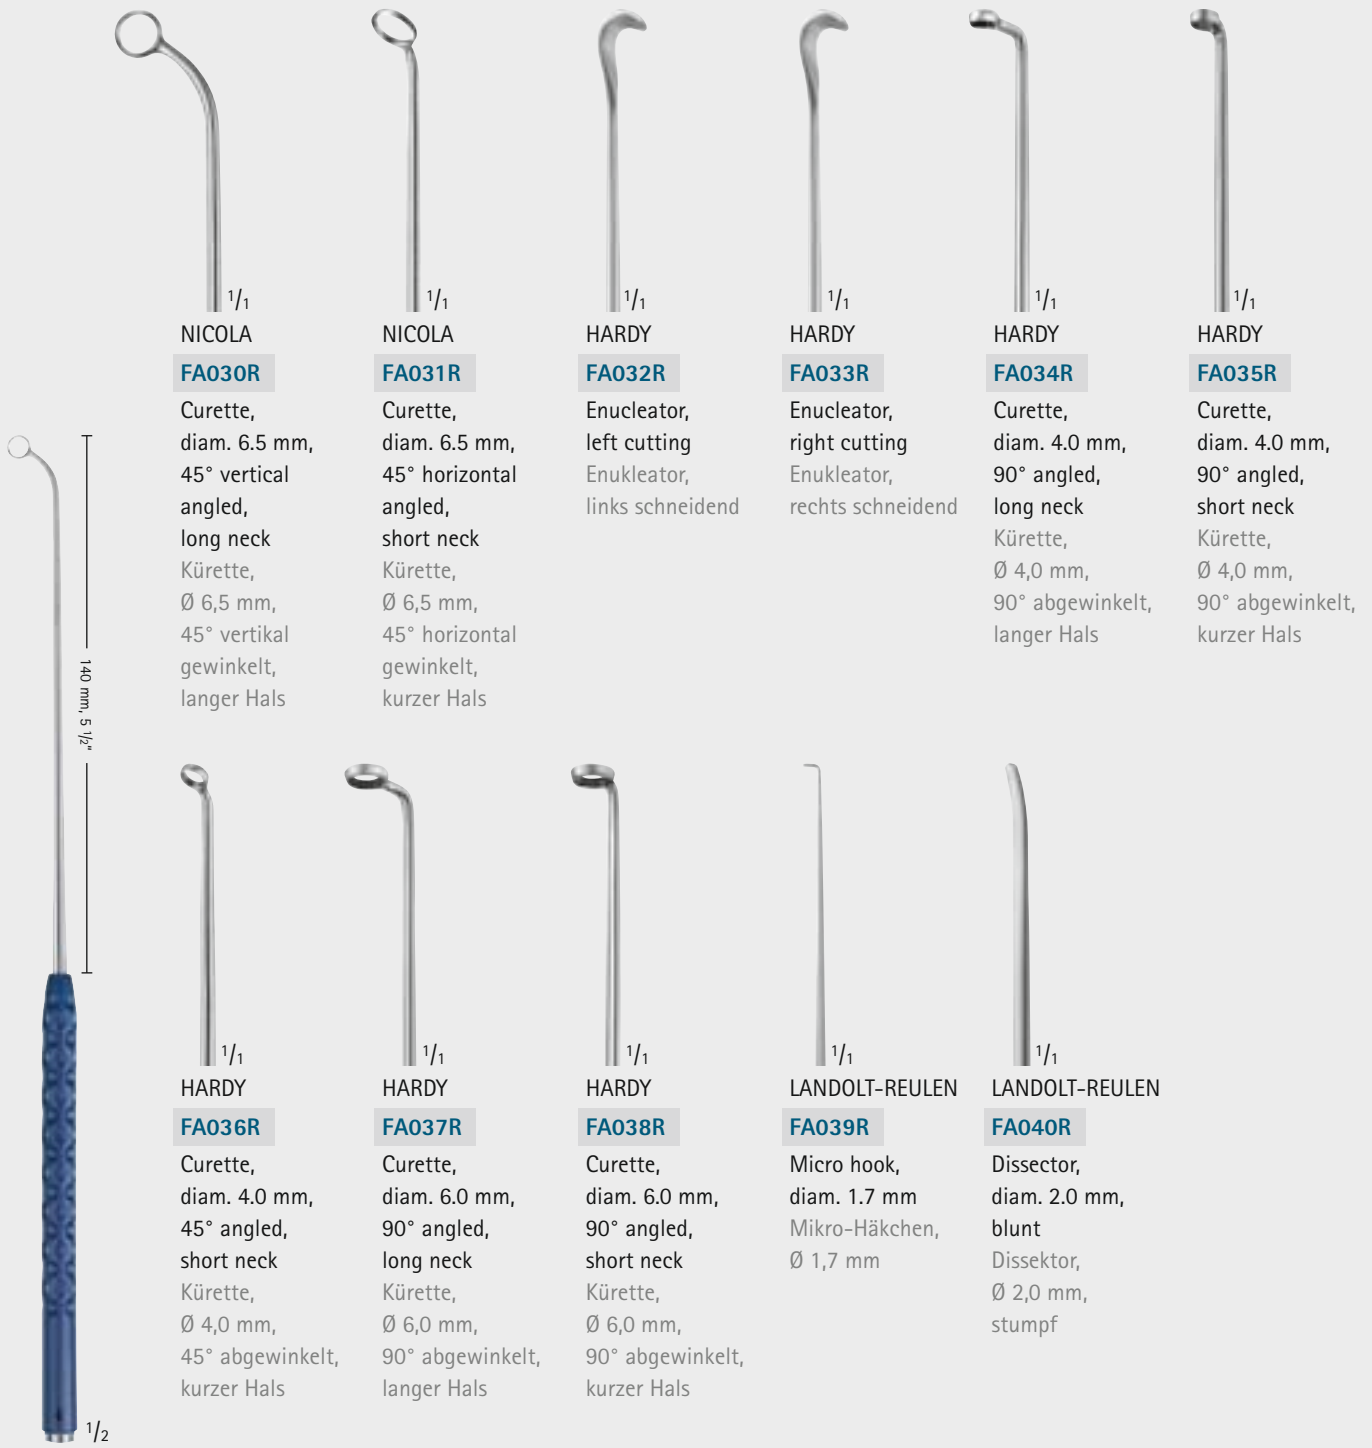 1/1
NICOLA
FA030R
Curette,
diam. 6.5 mm,
45° vertical
angled,
long neck
Kürette,
Ø 6,5 mm,
45° vertikal
gewinkelt,
langer Hals
1/1
NICOLA
FA031R
Curette,
diam. 6.5 mm,
45° horizontal
angled,
short neck
Kürette,
Ø 6,5 mm,
45° horizontal
gewinkelt,
kurzer Hals
1/1
HARDY
FA032R
Enucleator,
left cutting
Enukleator,
links schneidend
1/1
HARDY
FA033R
Enucleator,
right cutting
Enukleator,
rechts schneidend
1/1
HARDY
FA034R
Curette,
diam. 4.0 mm,
90° angled,
long neck
Kürette,
Ø 4,0 mm,
90° abgewinkelt,
langer Hals
1/1
HARDY
FA035R
Curette,
diam. 4.0 mm,
90° angled,
short neck
Kürette,
Ø 4,0 mm,
90° abgewinkelt,
kurzer Hals
140 mm, 5 1/2"
1/2
1/1
HARDY
FA036R
Curette,
diam. 4.0 mm,
45° angled,
short neck
Kürette,
Ø 4,0 mm,
45° abgewinkelt,
kurzer Hals
1/1
HARDY
FA037R
Curette,
diam. 6.0 mm,
90° angled,
long neck
Kürette,
Ø 6,0 mm,
90° abgewinkelt,
langer Hals
1/1
HARDY
FA038R
Curette,
diam. 6.0 mm,
90° angled,
short neck
Kürette,
Ø 6,0 mm,
90° abgewinkelt,
kurzer Hals
1/1
LANDOLT-REULEN
FA039R
Micro hook,
diam. 1.7 mm
Mikro-Häkchen,
Ø 1,7 mm
1/1
LANDOLT-REULEN
FA040R
Dissector,
diam. 2.0 mm,
blunt
Dissektor,
Ø 2,0 mm,
stumpf